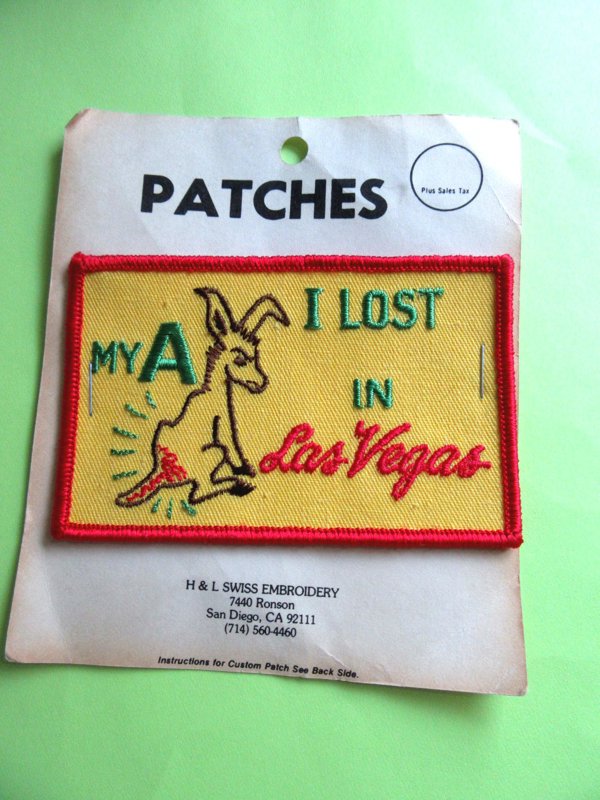 PATCHES
Plus Sales Tax
I LOST
MY A
IN
Las Vegas
H & L SWISS EMBROIDERY
7440 Ronson
San Diego, CA 92111
(714) 560-4460
Instructions for Custom Patch See Back Side.